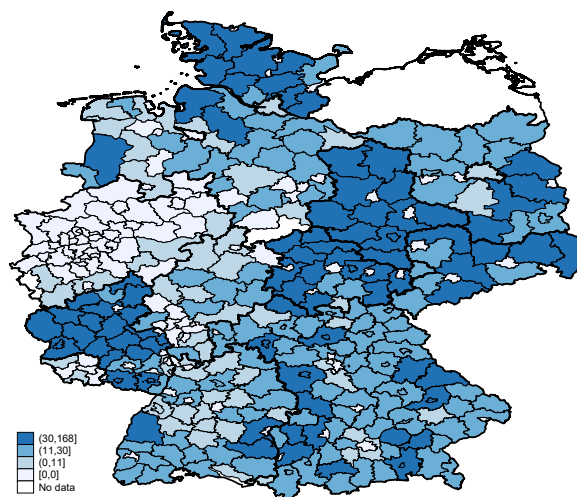 (30,168]
(11,30]
(0,11]
[0,0]
No data